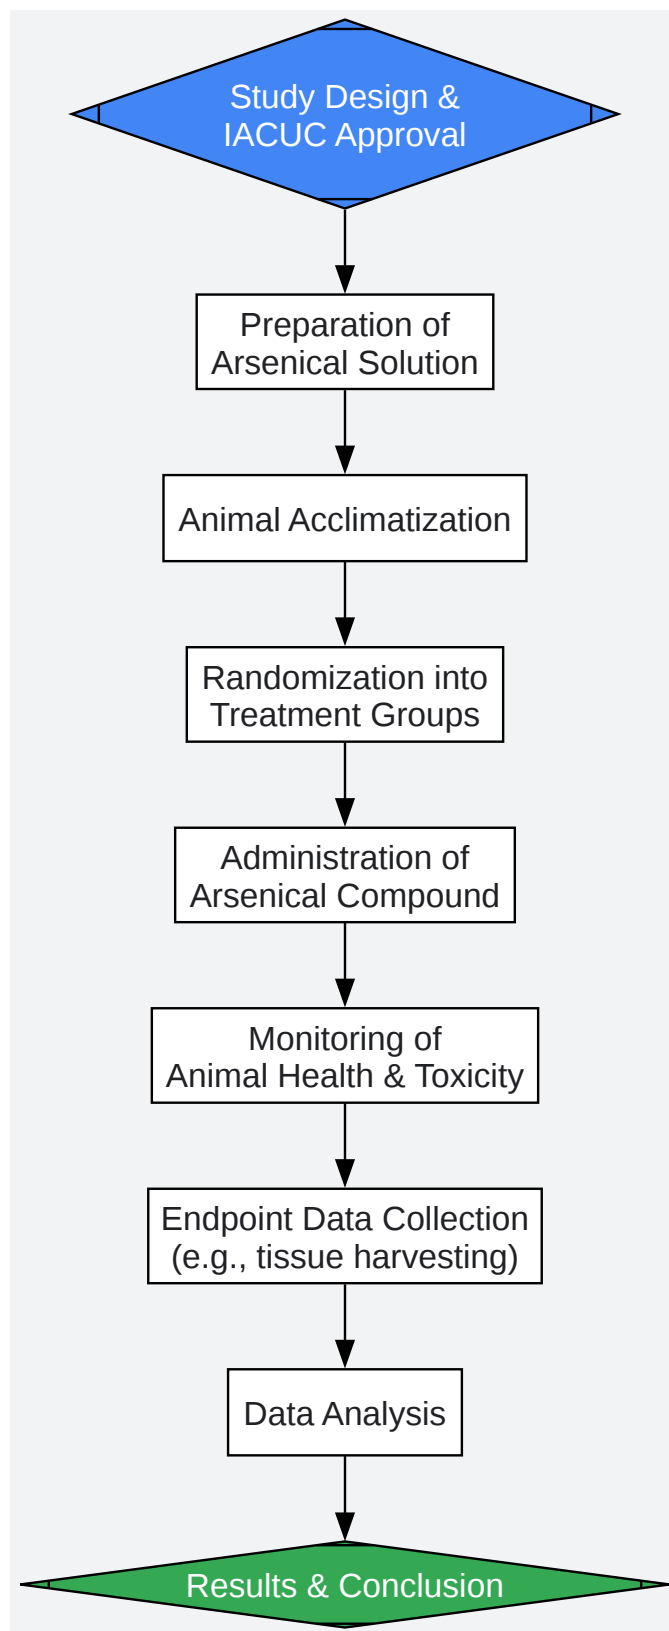 Study Design &
IACUC Approval
Preparation of
Arsenical Solution
Animal Acclimatization
Randomization into
Treatment Groups
Administration of
Arsenical Compound
Monitoring of
Animal Health & Toxicity
Endpoint Data Collection
(e.g., tissue harvesting)
Data Analysis
Results & Conclusion